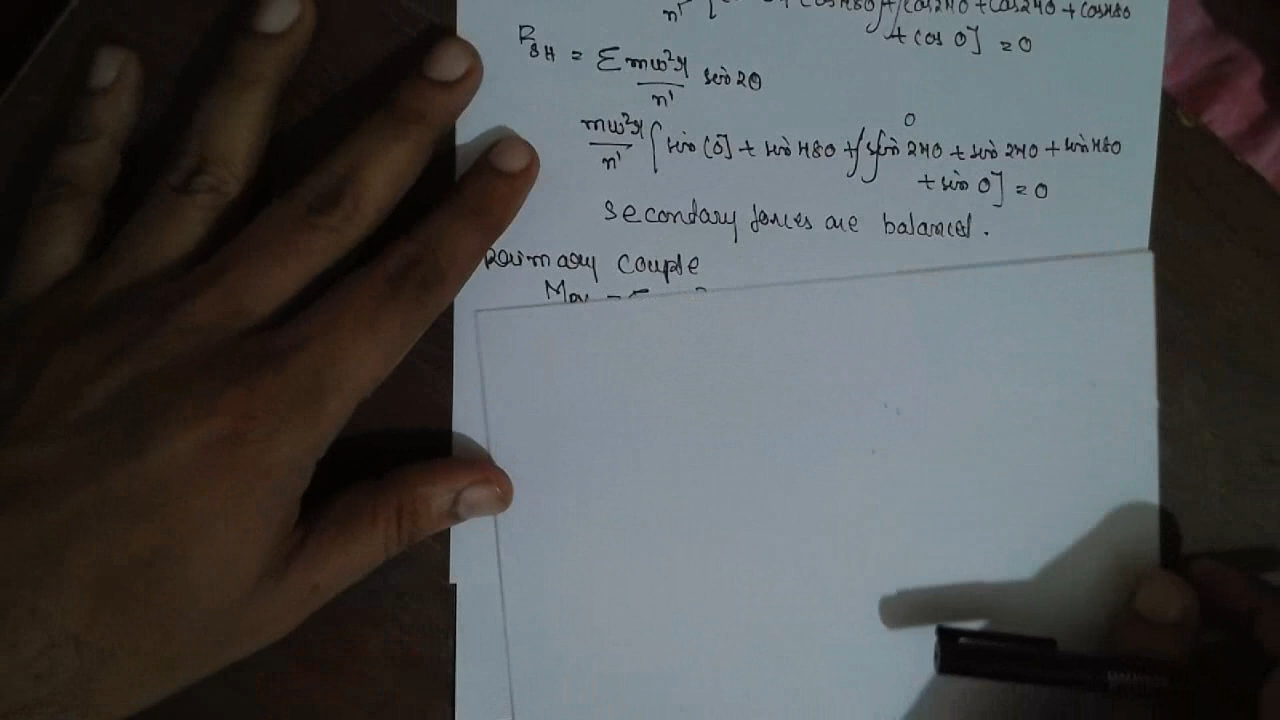 n' [ cos 480 + cos 240 + cos 240 + cos 480
+ cos 0] = 0
F_SH = Σ mω²r/n' sin 2θ
0
mω²r/n' [ sin [0] + sin 480 + sin 240 + sin 240 + sin 480
+ sin 0] = 0
Secondary forces are balanced.
Primary Couple